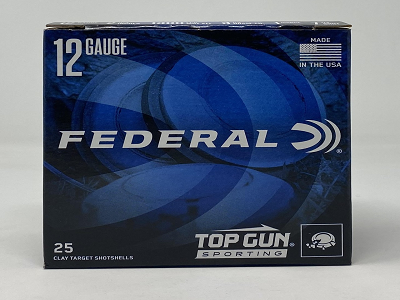 12 GAUGE
MADE
IN THE USA
FEDERAL®
25
CLAY TARGET SHOTSHELLS
TOP GUN®
SPORTING